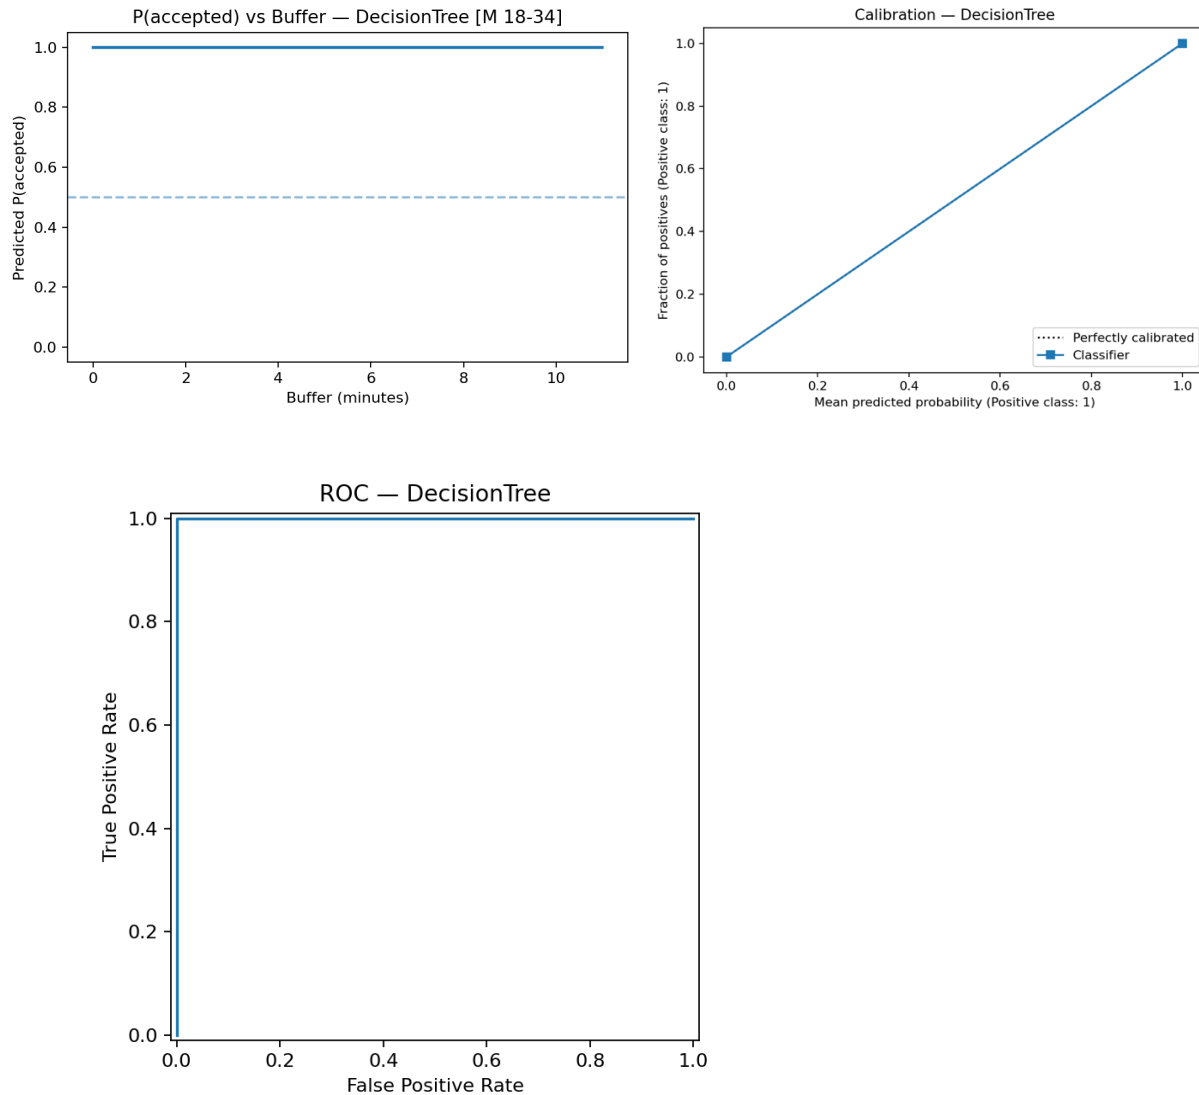 P(accepted) vs Buffer — DecisionTree [M 18-34]
1.0
0.8
0.6
0.4
0.2
0.0
Predicted P(accepted)
0 2 4 6 8 10
Buffer (minutes)
Calibration — DecisionTree
1.0
0.8
0.6
0.4
0.2
0.0
Fraction of positives (Positive class: 1)
Perfectly calibrated
Classifier
0.0 0.2 0.4 0.6 0.8 1.0
Mean predicted probability (Positive class: 1)
ROC — DecisionTree
1.0
0.8
0.6
0.4
0.2
0.0
True Positive Rate
0.0 0.2 0.4 0.6 0.8 1.0
False Positive Rate